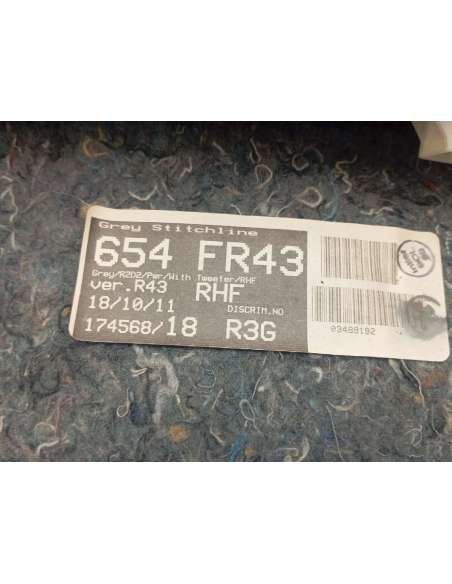 Grey Stitchline
654 FR43
Grey/R2D2/Pwr/With Tweeter/RHF
ver.R43 RHF
18/10/11 DISCRIM.NO
174568/18 R3G
03489192